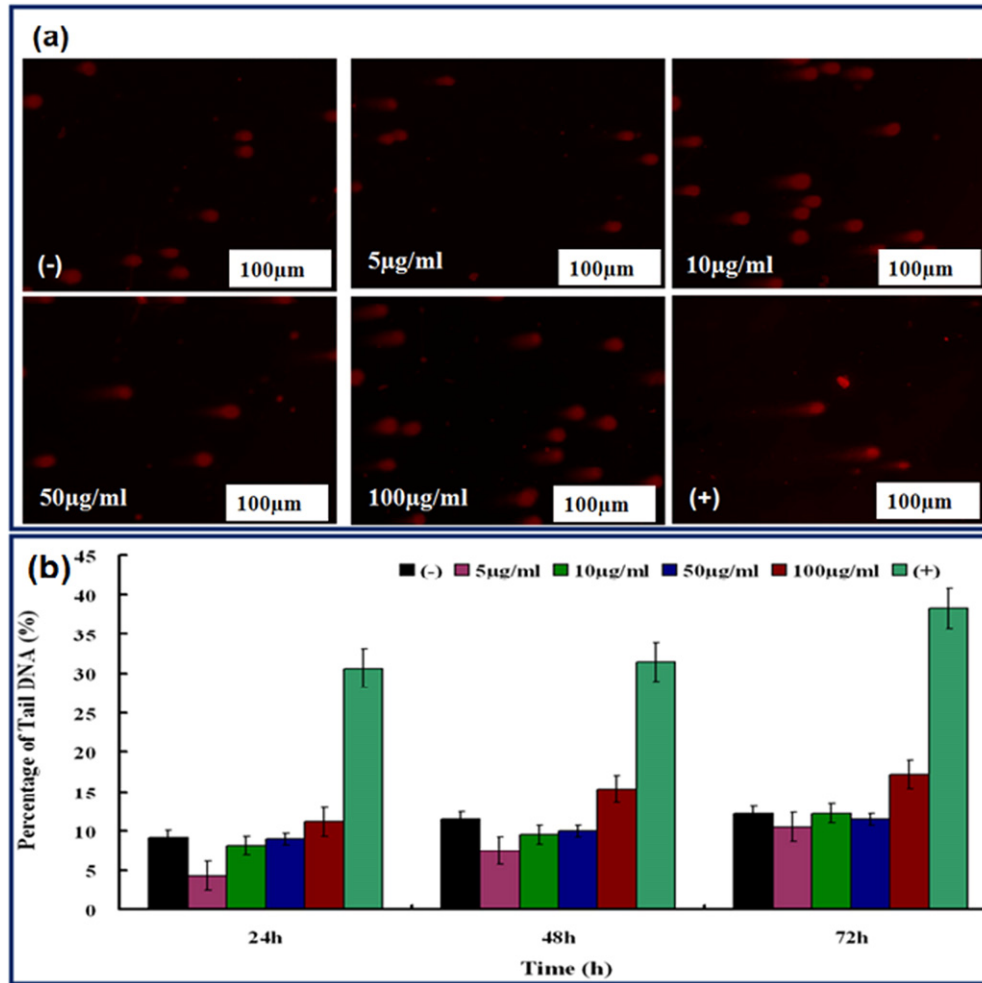 (a)
(-) 100µm
5µg/ml 100µm
10µg/ml 100µm
50µg/ml 100µm
100µg/ml 100µm
(+) 100µm
(b)
(-) 5µg/ml 10µg/ml 50µg/ml 100µg/ml (+)
Percentage of Tail DNA (%)
45
40
35
30
25
20
15
10
5
0
24h 48h 72h
Time (h)